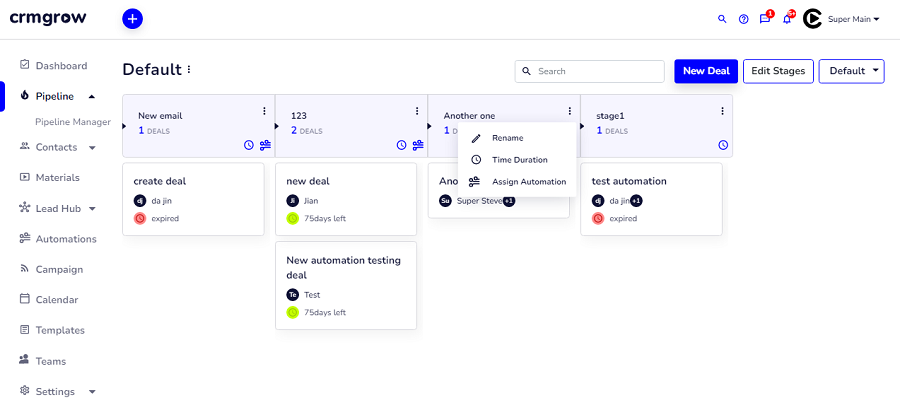 crmgrow
1
5+
Super Main
Dashboard
Pipeline
Pipeline Manager
Contacts
Materials
Lead Hub
Automations
Campaign
Calendar
Templates
Teams
Settings
Default
Search
New Deal
Edit Stages
Default
New email
1 DEALS
123
2 DEALS
Another one
1 D
stage1
1 DEALS
Rename
Time Duration
Assign Automation
create deal
dj da jin
expired
new deal
Ji Jian
75days left
New automation testing
deal
Te Test
75days left
Ano
Su Super Steve +1
test automation
dj da jin +1
expired